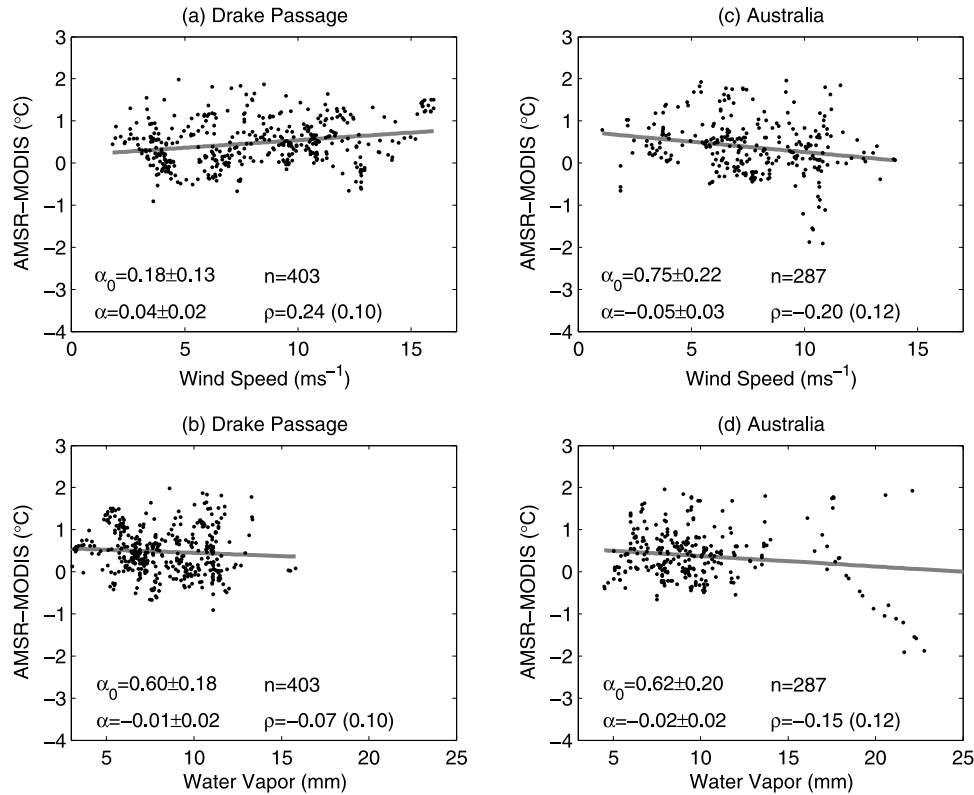 (a) Drake Passage
3
2
1
0
−1
−2
−3
−4
AMSR−MODIS (°C)
α₀=0.18±0.13 n=403
α=0.04±0.02 ρ=0.24 (0.10)
0 5 10 15
Wind Speed (ms⁻¹)
(c) Australia
3
2
1
0
−1
−2
−3
−4
AMSR−MODIS (°C)
α₀=0.75±0.22 n=287
α=−0.05±0.03 ρ=−0.20 (0.12)
0 5 10 15
Wind Speed (ms⁻¹)
(b) Drake Passage
3
2
1
0
−1
−2
−3
−4
AMSR−MODIS (°C)
α₀=0.60±0.18 n=403
α=−0.01±0.02 ρ=−0.07 (0.10)
5 10 15 20 25
Water Vapor (mm)
(d) Australia
3
2
1
0
−1
−2
−3
−4
AMSR−MODIS (°C)
α₀=0.62±0.20 n=287
α=−0.02±0.02 ρ=−0.15 (0.12)
5 10 15 20 25
Water Vapor (mm)